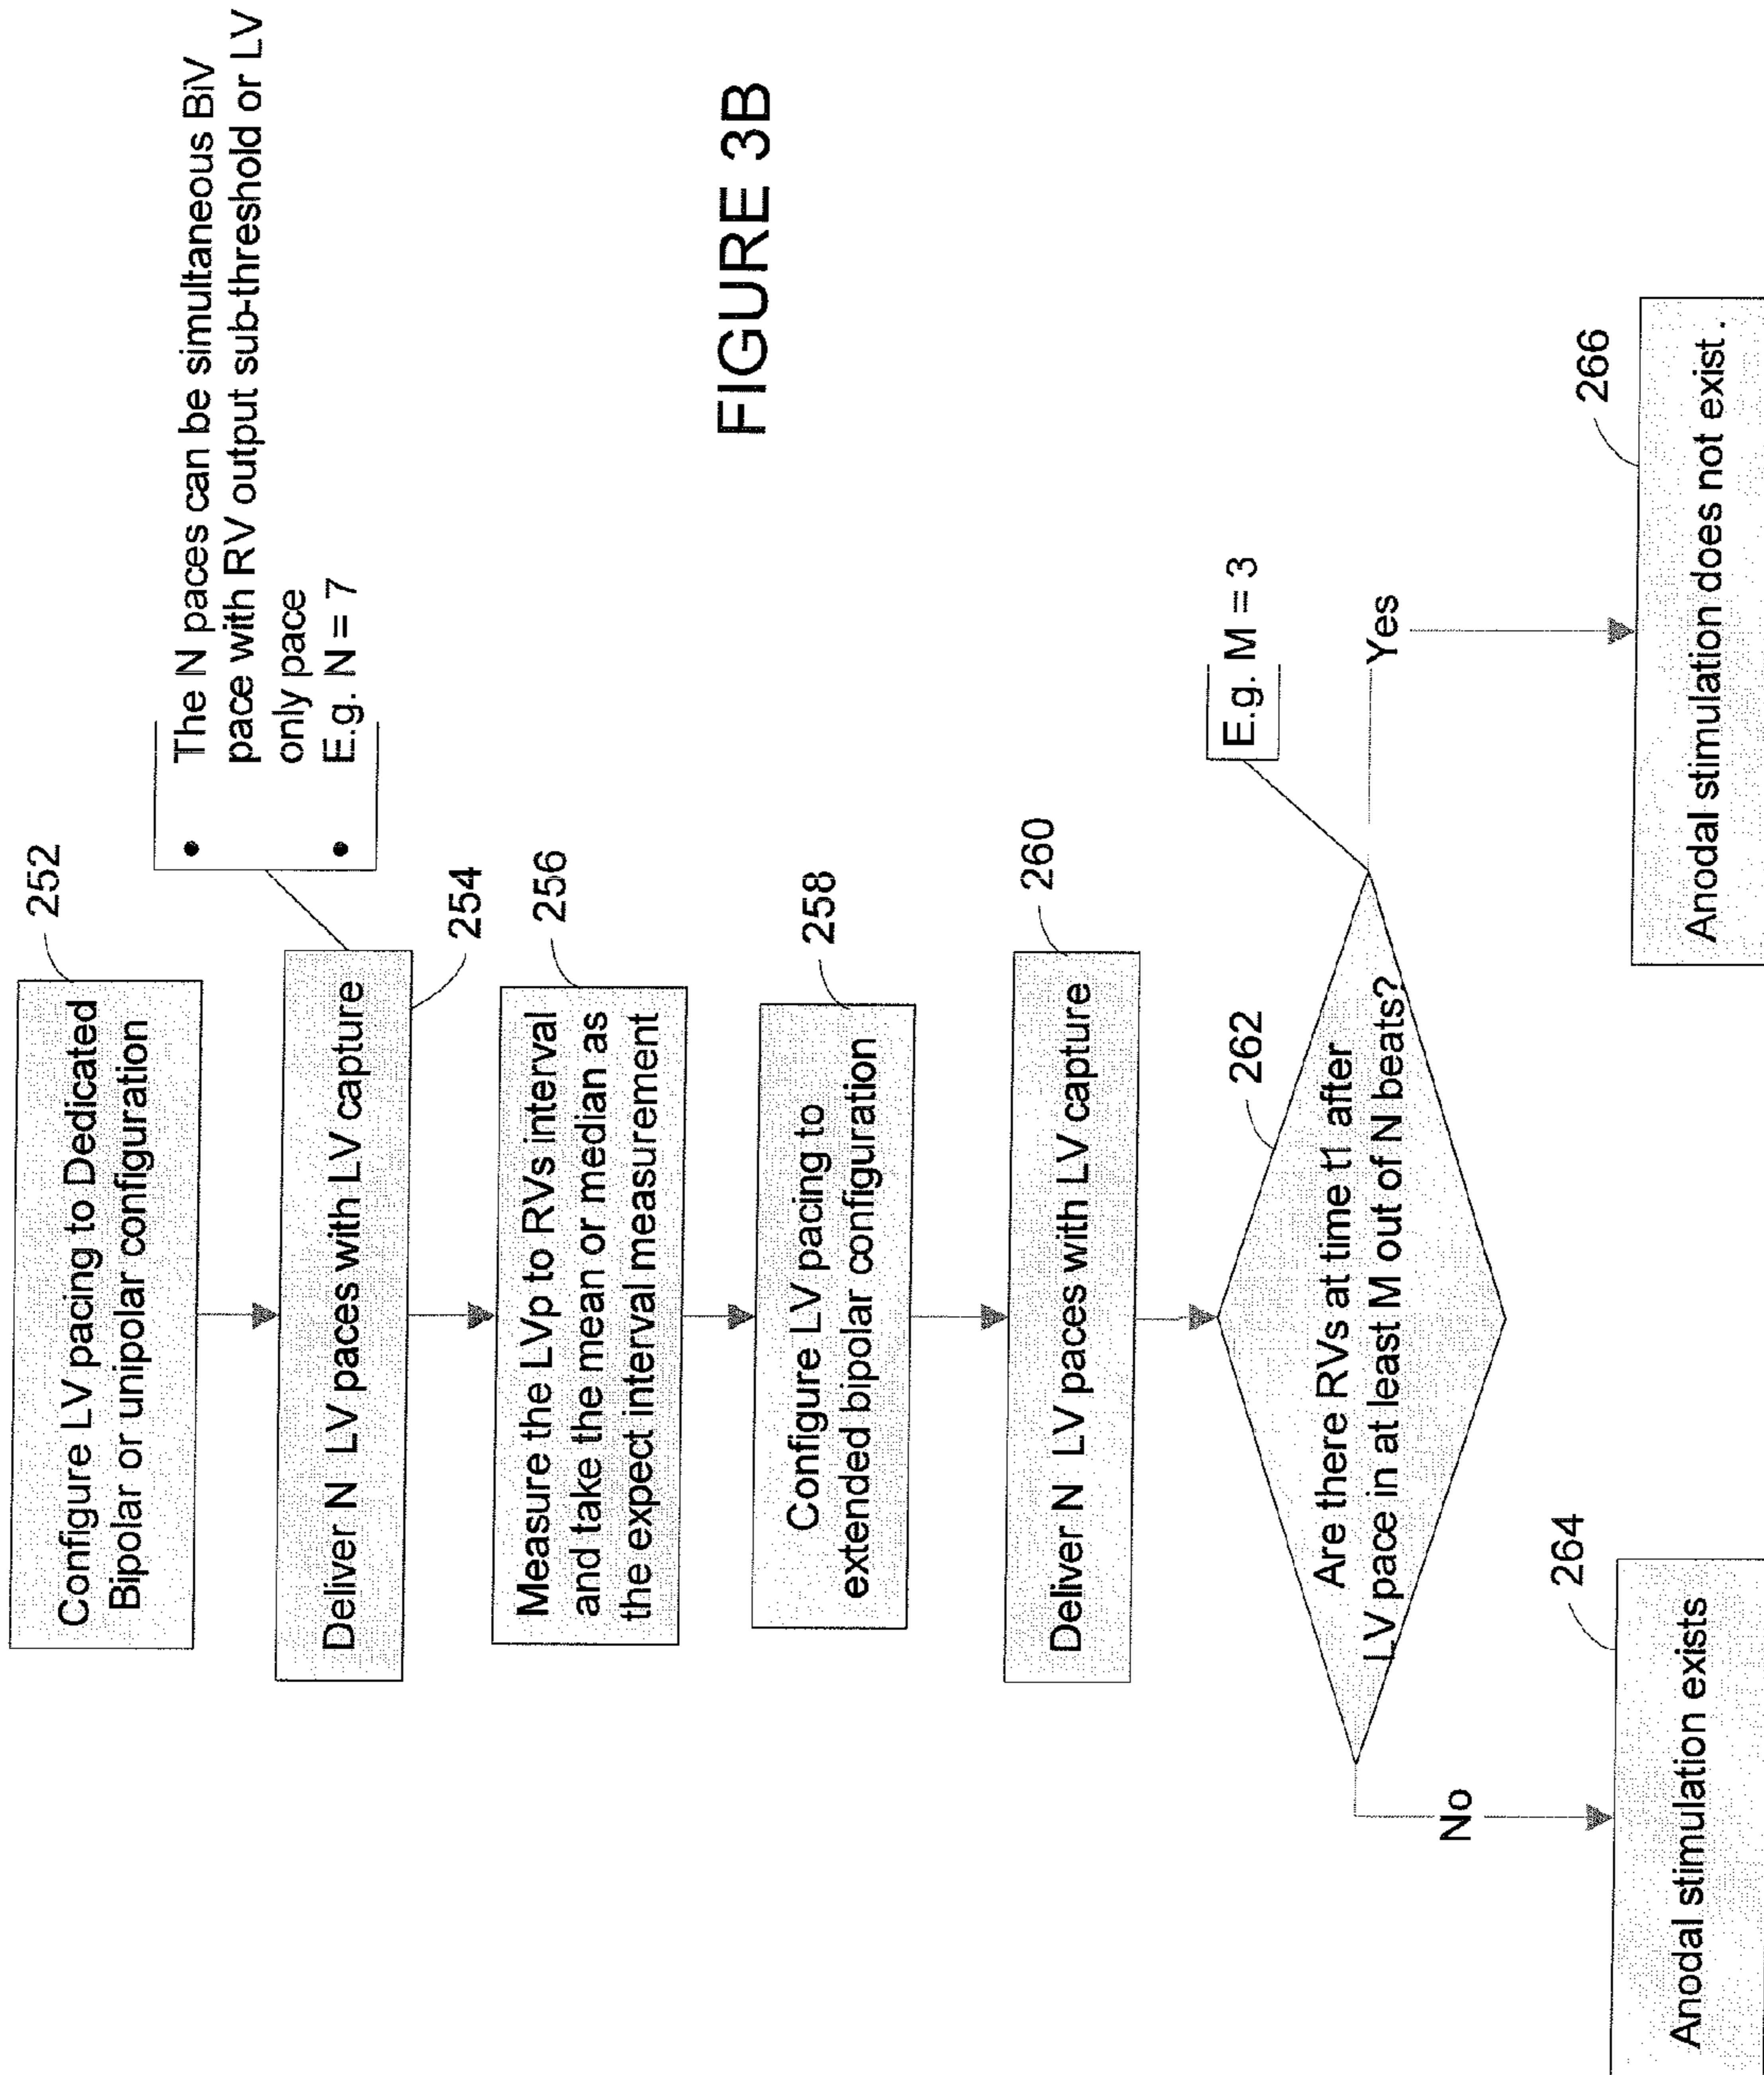 252
Configure LV pacing to Dedicated
Bipolar or unipolar configuration
• The N paces can be simultaneous BiV
pace with RV output sub-threshold or LV
only pace
• E.g. N = 7
Deliver N LV paces with LV capture
254
256
Measure the LVp to RVs interval
and take the mean or median as
the expect interval measurement
258
Configure LV pacing to
extended bipolar configuration
260
Deliver N LV paces with LV capture
262
Are there RVs at time t1 after
LV pace in at least M out of N beats?
E.g. M = 3
No
Yes
264
Anodal stimulation exists
266
Anodal stimulation does not exist .
FIGURE 3B